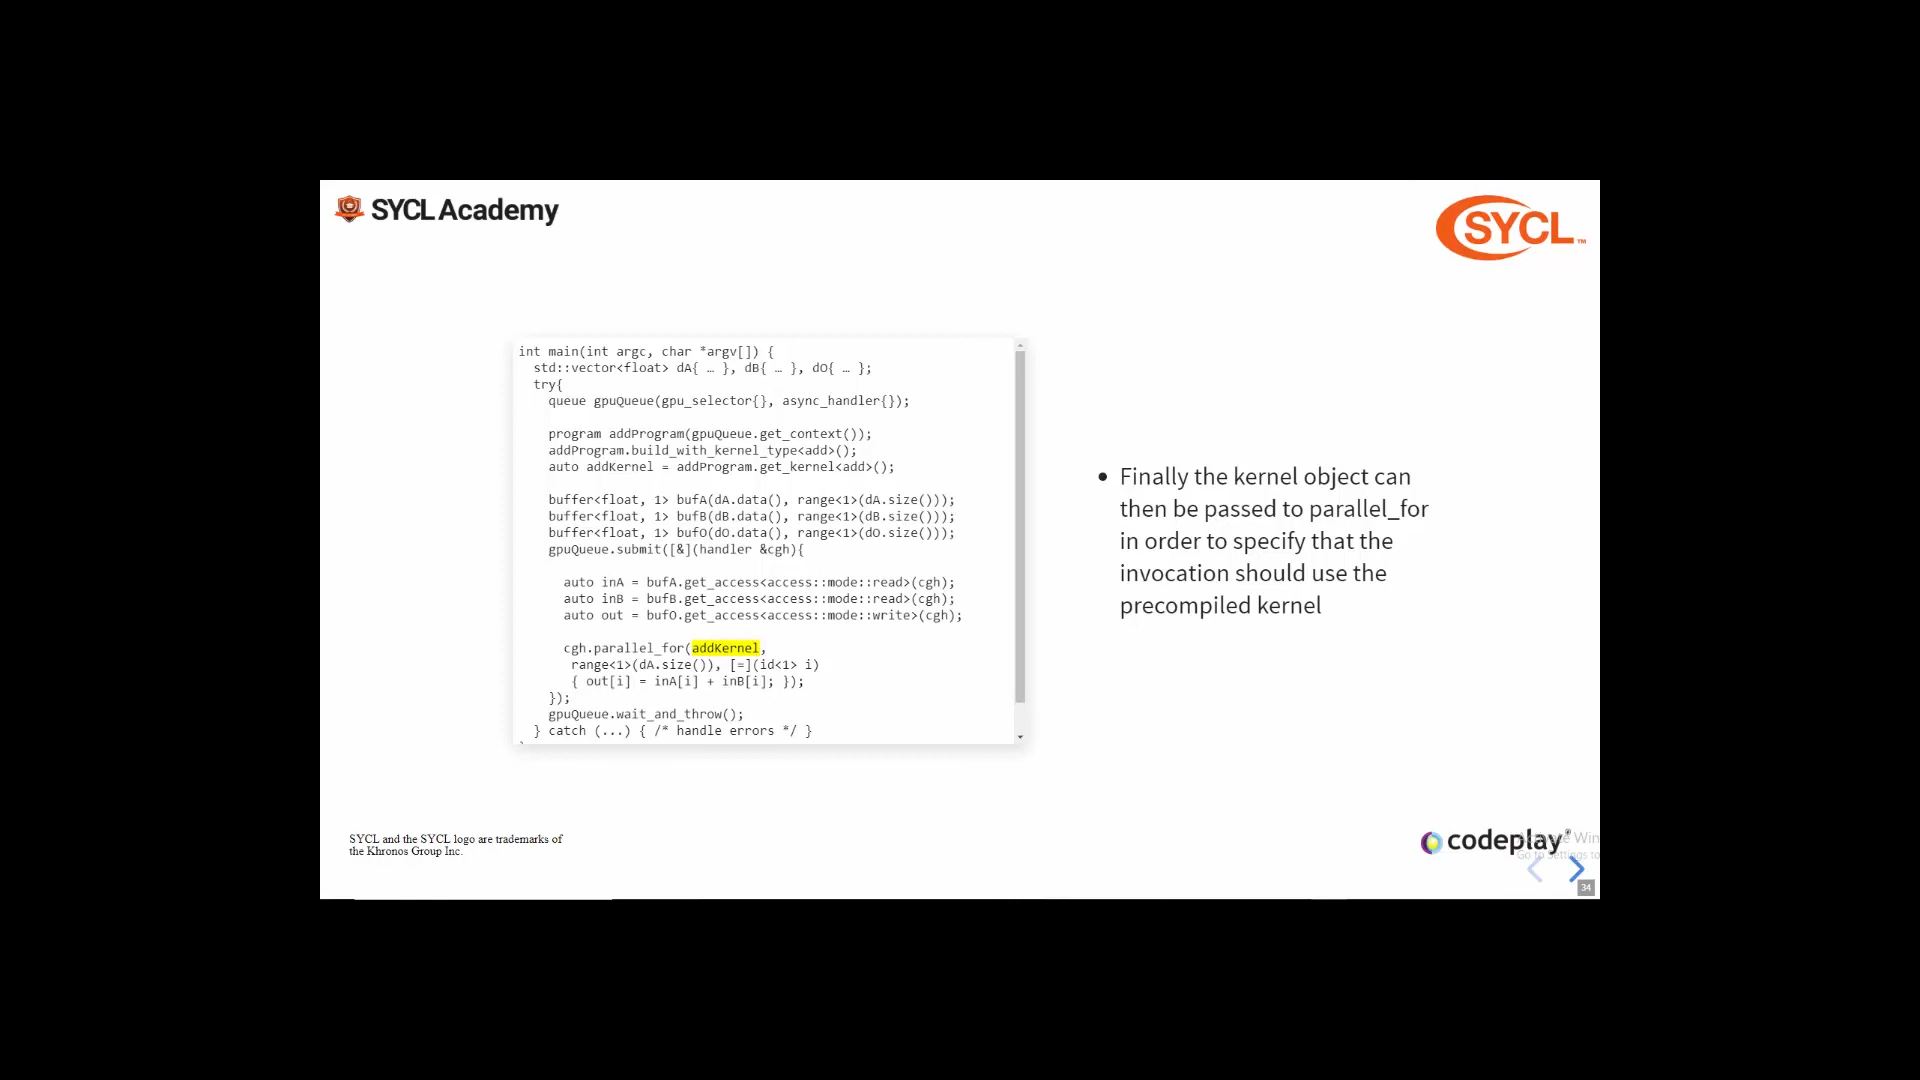 SYCL Academy
SYCL™
int main(int argc, char *argv[]) {
std::vector<float> dA{ … }, dB{ … }, dO{ … };
try{
queue gpuQueue(gpu_selector{}, async_handler{});
program addProgram(gpuQueue.get_context());
addProgram.build_with_kernel_type<add>();
auto addKernel = addProgram.get_kernel<add>();
buffer<float, 1> bufA(dA.data(), range<1>(dA.size()));
buffer<float, 1> bufB(dB.data(), range<1>(dB.size()));
buffer<float, 1> bufO(dO.data(), range<1>(dO.size()));
gpuQueue.submit([&](handler &cgh){
auto inA = bufA.get_access<access::mode::read>(cgh);
auto inB = bufB.get_access<access::mode::read>(cgh);
auto out = bufO.get_access<access::mode::write>(cgh);
cgh.parallel_for(addKernel,
range<1>(dA.size()), [=](id<1> i)
{ out[i] = inA[i] + inB[i]; });
});
gpuQueue.wait_and_throw();
} catch (...) { /* handle errors */ }
• Finally the kernel object can
then be passed to parallel_for
in order to specify that the
invocation should use the
precompiled kernel
SYCL and the SYCL logo are trademarks of
the Khronos Group Inc.
codeplay®
Go to Settings to
34